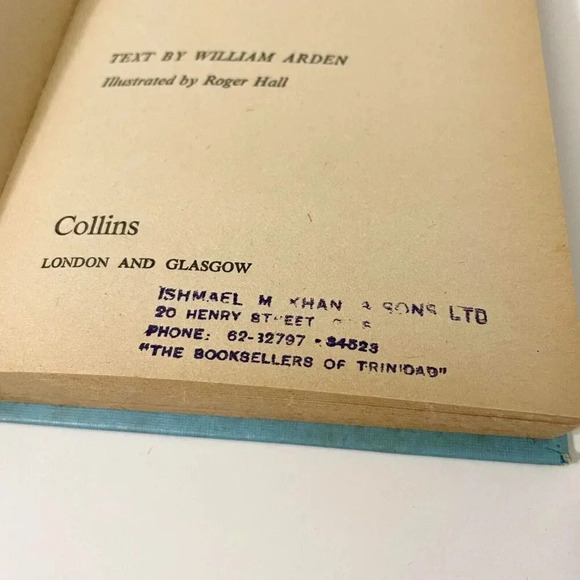 TEXT BY WILLIAM ARDEN
Illustrated by Roger Hall
Collins
LONDON AND GLASGOW
ISHMAEL M KHAN & SONS LTD
20 HENRY STREET
PHONE: 62-32797 - 34523
"THE BOOKSELLERS OF TRINIDAD"